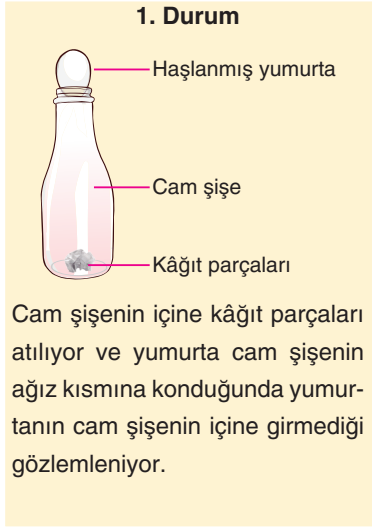 1. Durum
Haşlanmış yumurta
Cam şişe
Kâğıt parçaları
Cam şişenin içine kâğıt parçaları
atılıyor ve yumurta cam şişenin
ağız kısmına konduğunda yumur-
tanın cam şişenin içine girmediği
gözlemleniyor.